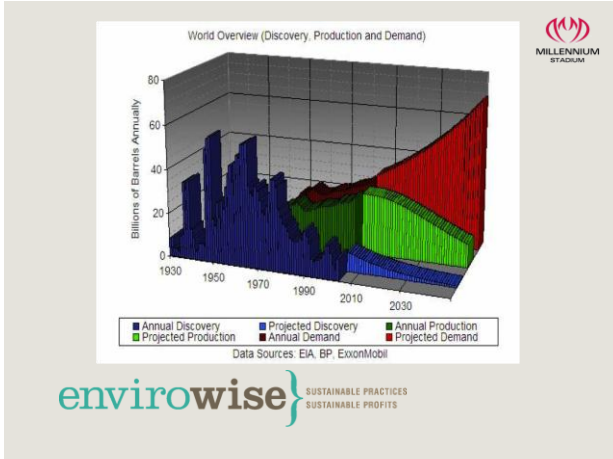 World Overview (Discovery, Production and Demand)
MILLENNIUM
STADIUM
Billions of Barrels Annually
80
60
40
20
0
1930
1950
1970
1990
2010
2030
Annual Discovery
Projected Discovery
Annual Production
Projected Production
Annual Demand
Projected Demand
Data Sources: EIA, BP, ExxonMobil
envirowise}
SUSTAINABLE PRACTICES
SUSTAINABLE PROFITS